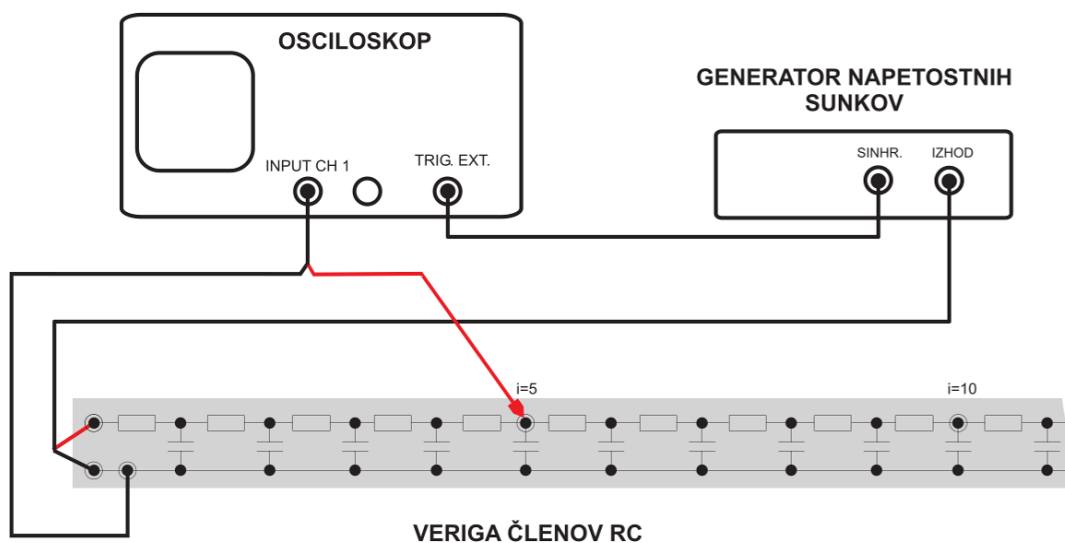 OSCILOSKOP
GENERATOR NAPETOSTNIH
SUNKOV
INPUT CH 1
TRIG. EXT.
SINHR.
IZHOD
i=5
i=10
VERIGA ČLENOV RC